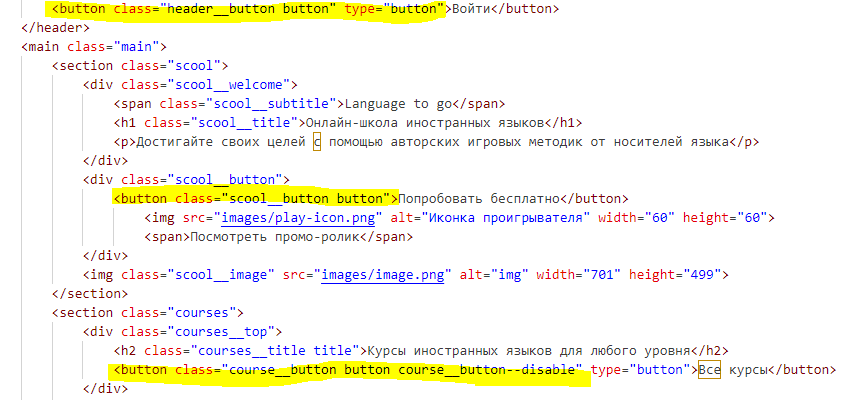 <button class="header__button button" type="button">Войти</button>
</header>
<main class="main">
<section class="scool">
<div class="scool__welcome">
<span class="scool__subtitle">Language to go</span>
<h1 class="scool__title">Онлайн-школа иностранных языков</h1>
<p>Достигайте своих целей с помощью авторских игровых методик от носителей языка</p>
</div>
<div class="scool__button">
<button class="scool__button button">Попробовать бесплатно</button>
<img src="images/play-icon.png" alt="Иконка проигрывателя" width="60" height="60">
<span>Посмотреть промо-ролик</span>
</div>
<img class="scool__image" src="images/image.png" alt="img" width="701" height="499">
</section>
<section class="courses">
<div class="courses__top">
<h2 class="courses__title title">Курсы иностранных языков для любого уровня</h2>
<button class="course__button button course__button--disable" type="button">Все курсы</button>
</div>